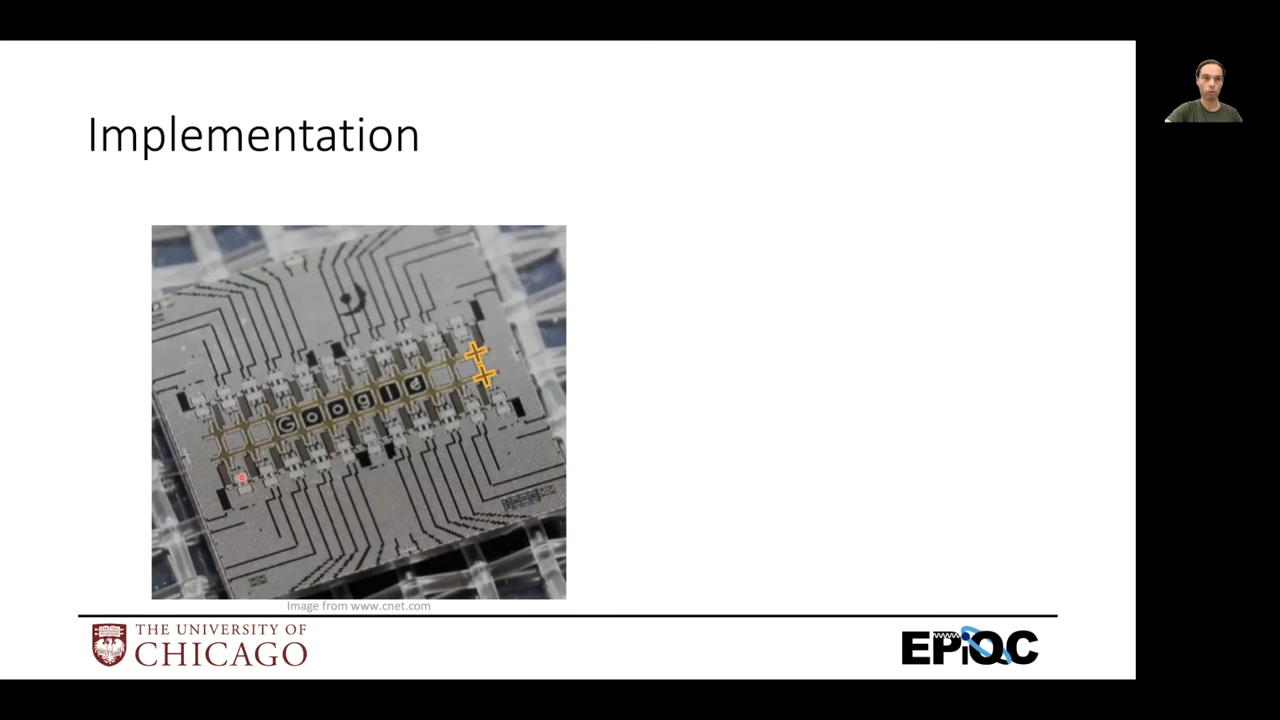 Implementation
Google
Image from www.cnet.com
THE UNIVERSITY OF
CHICAGO
EPiQC